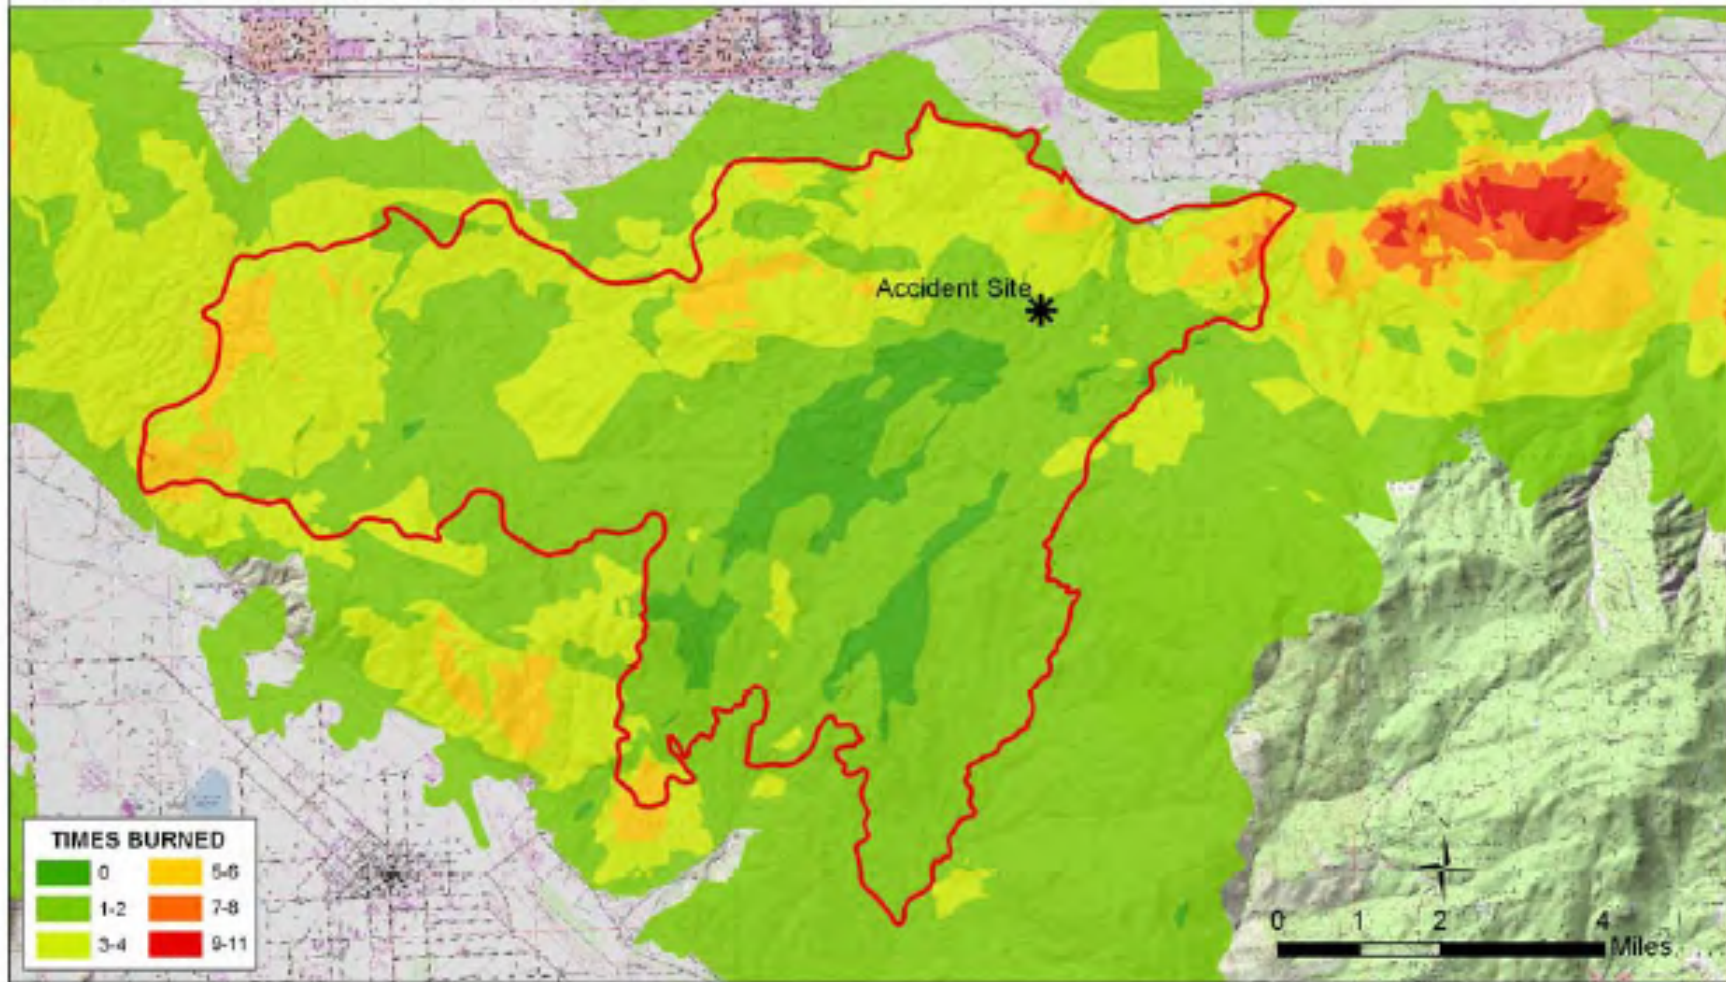 Accident Site
TIMES BURNED
0 5-6
1-2 7-8
3-4 9-11
0 1 2 4
Miles